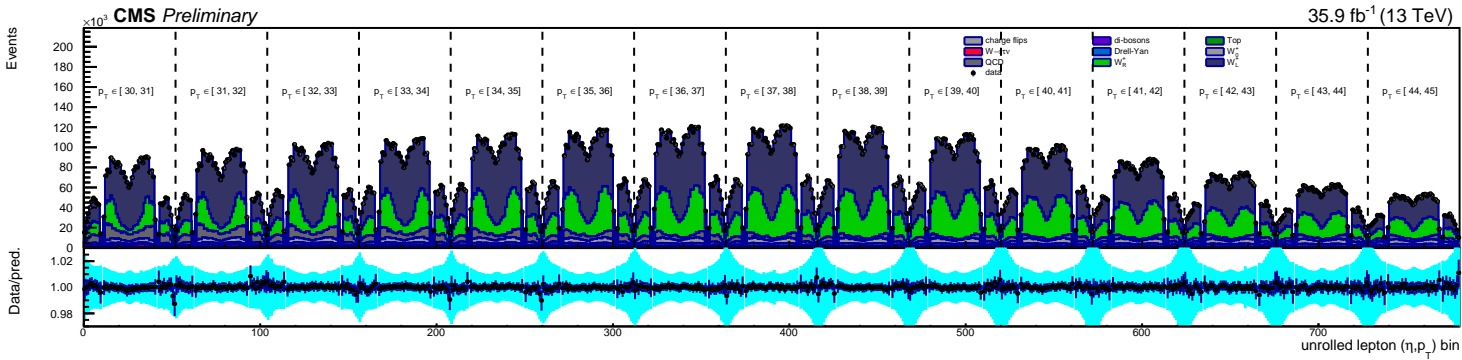 ×10³ CMS Preliminary 35.9 fb⁻¹ (13 TeV)
Events
200
180
160
140
120
100
80
60
40
20
0
charge flips di-bosons Top
W→τν Drell-Yan
QCD
data
p_T ∈ [ 30, 31] p_T ∈ [ 31, 32] p_T ∈ [ 32, 33] p_T ∈ [ 33, 34] p_T ∈ [ 34, 35] p_T ∈ [ 35, 36] p_T ∈ [ 36, 37] p_T ∈ [ 37, 38] p_T ∈ [ 38, 39] p_T ∈ [ 39, 40] p_T ∈ [ 40, 41] p_T ∈ [ 41, 42] p_T ∈ [ 42, 43] p_T ∈ [ 43, 44] p_T ∈ [ 44, 45]
Data/pred.
1.02
1.00
0.98
0 100 200 300 400 500 600 700
unrolled lepton (η,p_T) bin